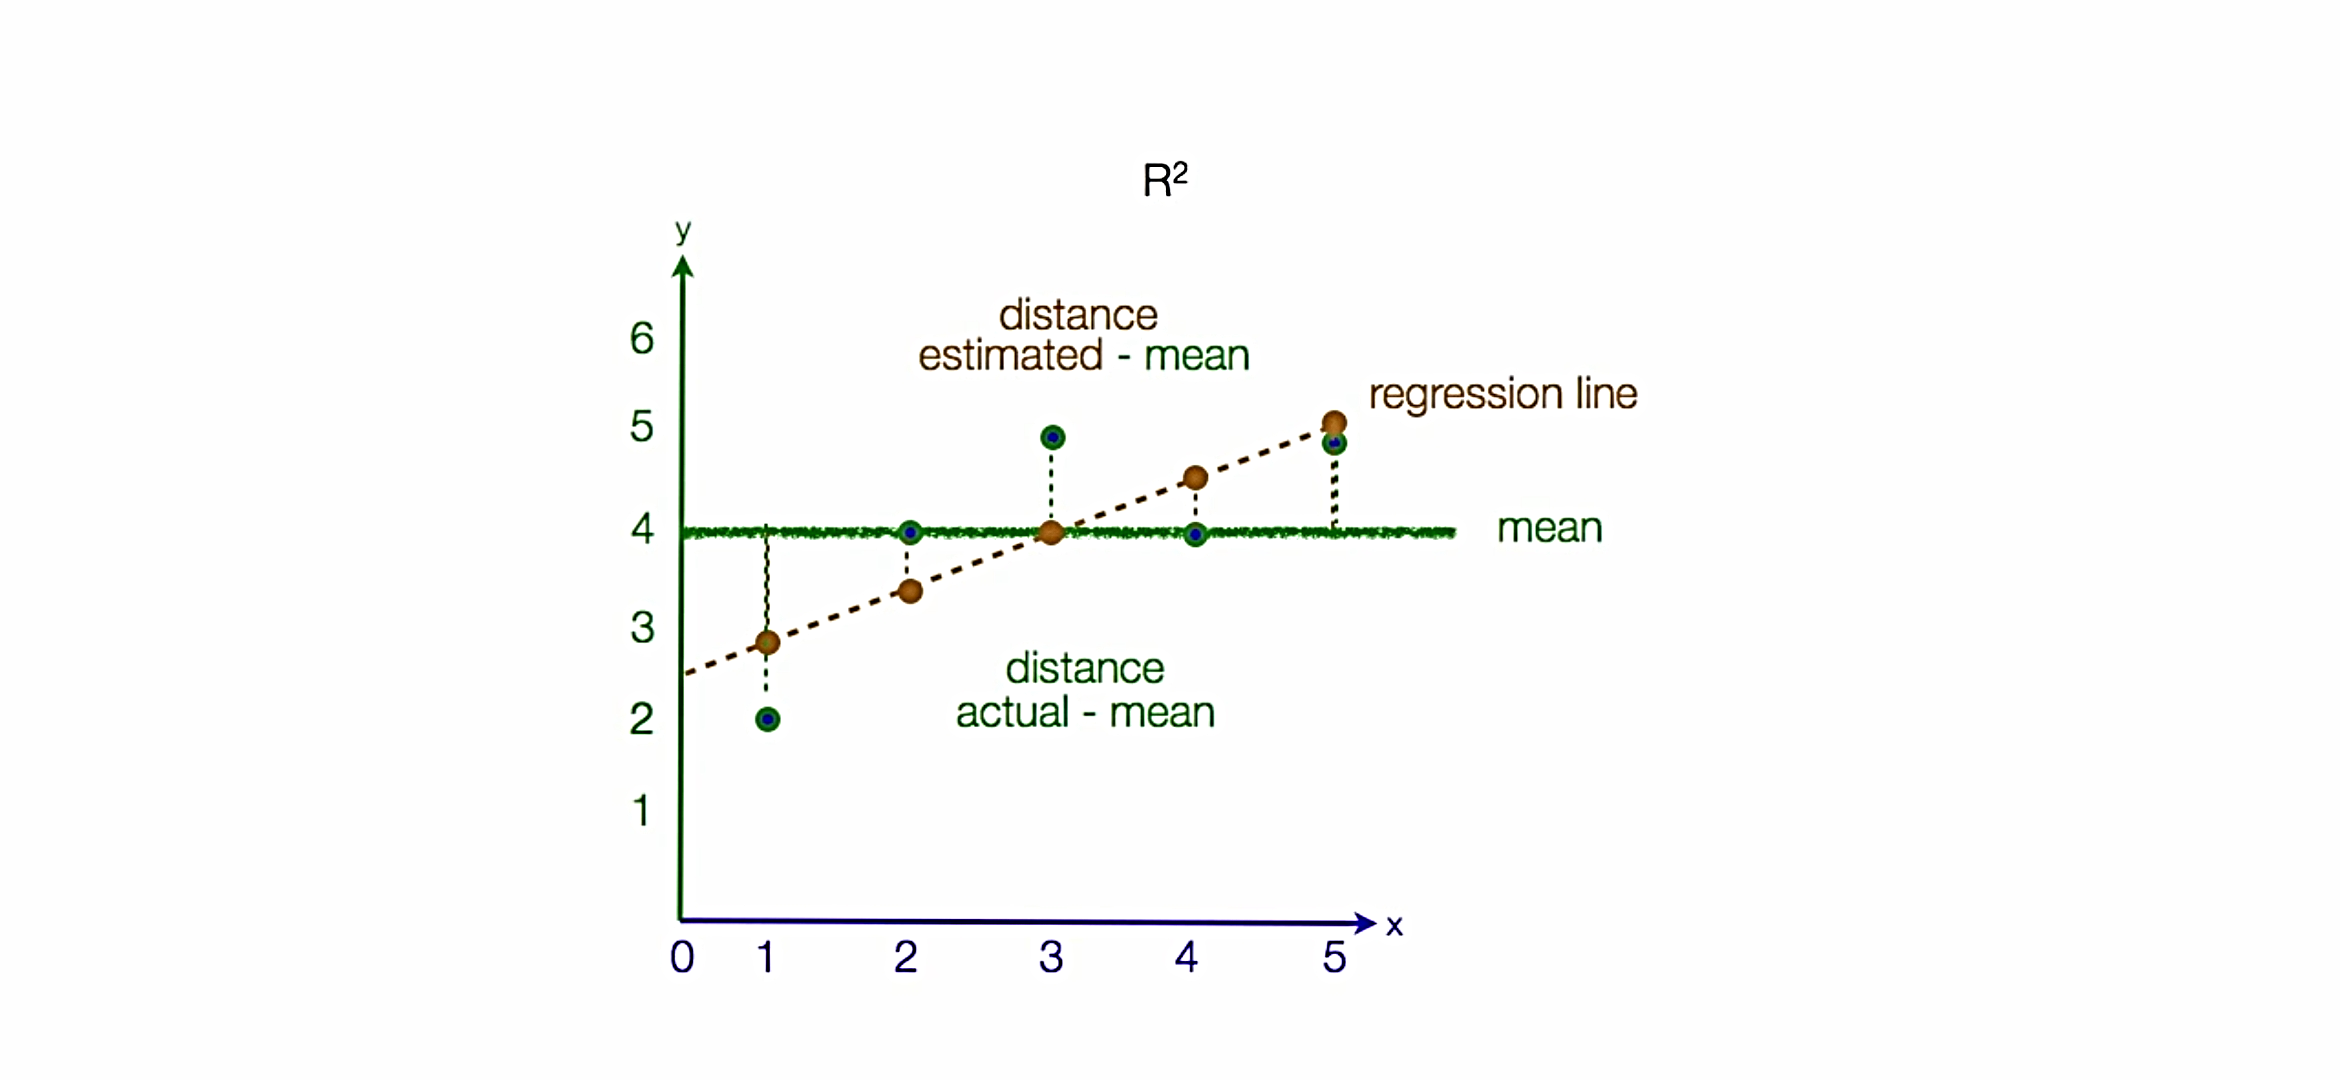 R²
y
distance
estimated - mean
6
regression line
5
4
mean
3
distance
actual - mean
2
1
x
0 1 2 3 4 5